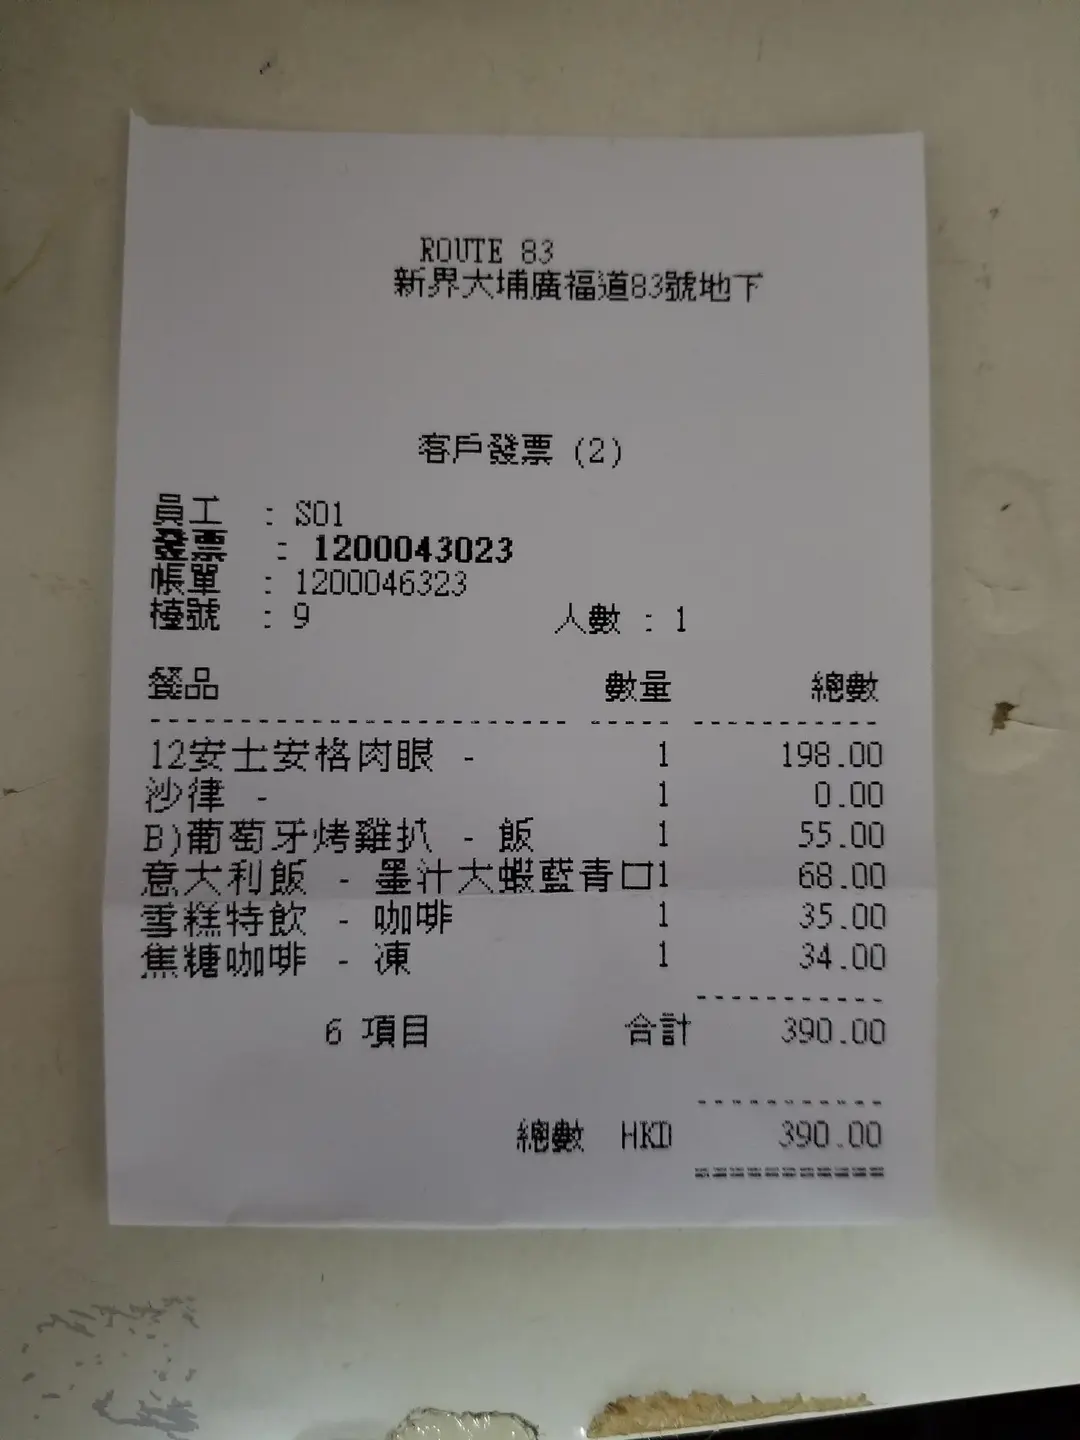 ROUTE 83
新界大埔廣福道83號地下
客戶發票 (2)
員工 : S01
發票 : 1200043023
帳單 : 1200046323
檯號 : 9 人數 : 1
餐品 數量 總數
12安士安格肉眼 - 1 198.00
沙律 - 1 0.00
B)葡萄牙烤雞扒 - 飯 1 55.00
意大利飯 - 墨汁大蝦藍青口1 68.00
雪糕特飲 - 咖啡 1 35.00
焦糖咖啡 - 凍 1 34.00
6 項目 合計 390.00
總數 HKD 390.00